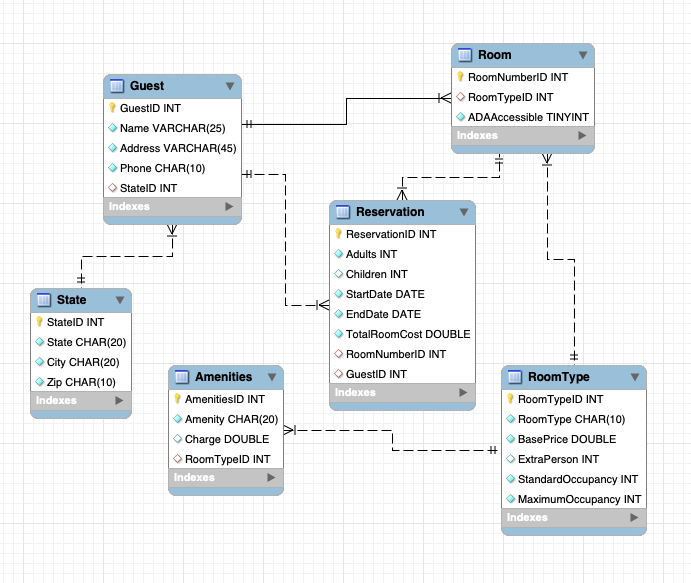 Guest
GuestID INT
Name VARCHAR(25)
Address VARCHAR(45)
Phone CHAR(10)
StateID INT
Indexes
Room
RoomNumberID INT
RoomTypeID INT
ADAAccessible TINYINT
Indexes
Reservation
ReservationID INT
Adults INT
Children INT
StartDate DATE
EndDate DATE
TotalRoomCost DOUBLE
RoomNumberID INT
GuestID INT
Indexes
State
StateID INT
State CHAR(20)
City CHAR(20)
Zip CHAR(10)
Indexes
Amenities
AmenitiesID INT
Amenity CHAR(20)
Charge DOUBLE
RoomTypeID INT
Indexes
RoomType
RoomTypeID INT
RoomType CHAR(10)
BasePrice DOUBLE
ExtraPerson INT
StandardOccupancy INT
MaximumOccupancy INT
Indexes